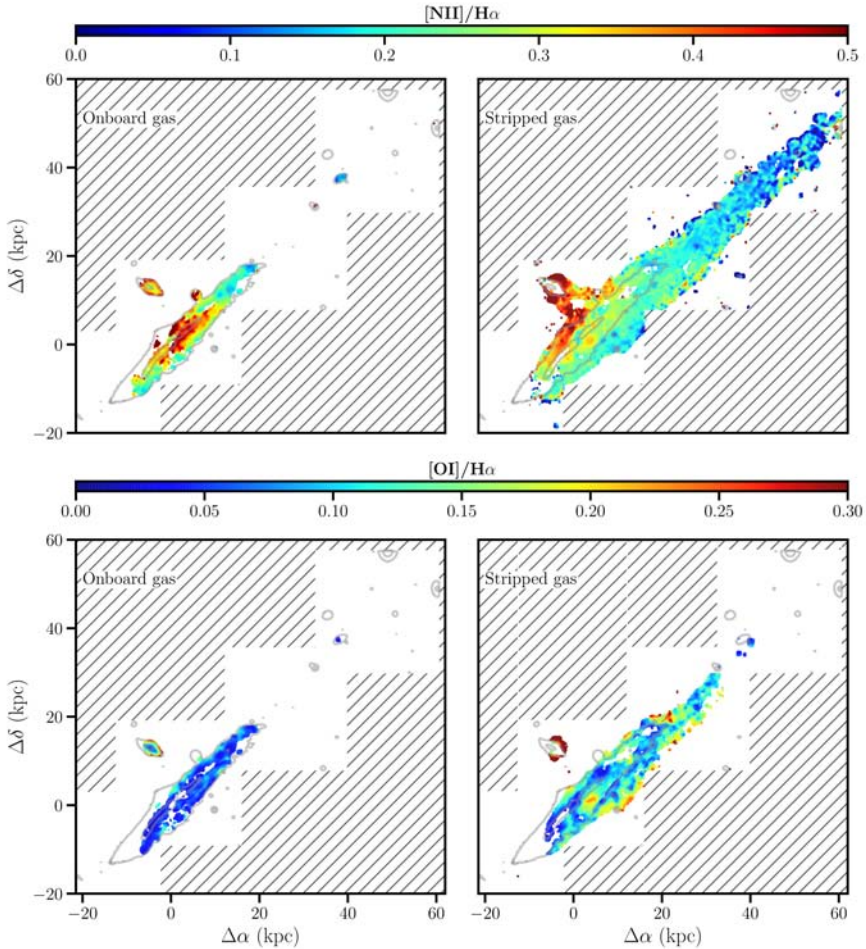 [NII]/Hα
0.0 0.1 0.2 0.3 0.4 0.5
60
Onboard gas
Stripped gas
40
Δδ (kpc)
20
0
−20
[OI]/Hα
0.00 0.05 0.10 0.15 0.20 0.25 0.30
60
Onboard gas
Stripped gas
40
Δδ (kpc)
20
0
−20
−20 0 20 40 60 −20 0 20 40 60
Δα (kpc) Δα (kpc)